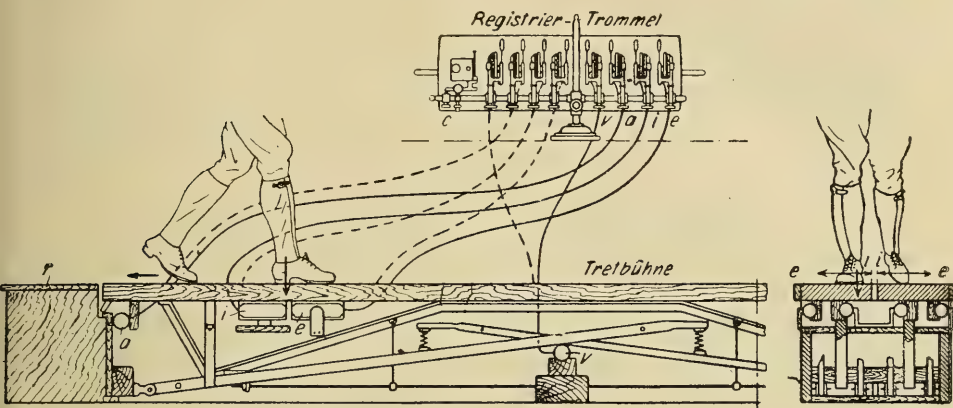 Registrier-Trommel
c
v a i e
Tretbühne
e i i e
r
i e
a
v